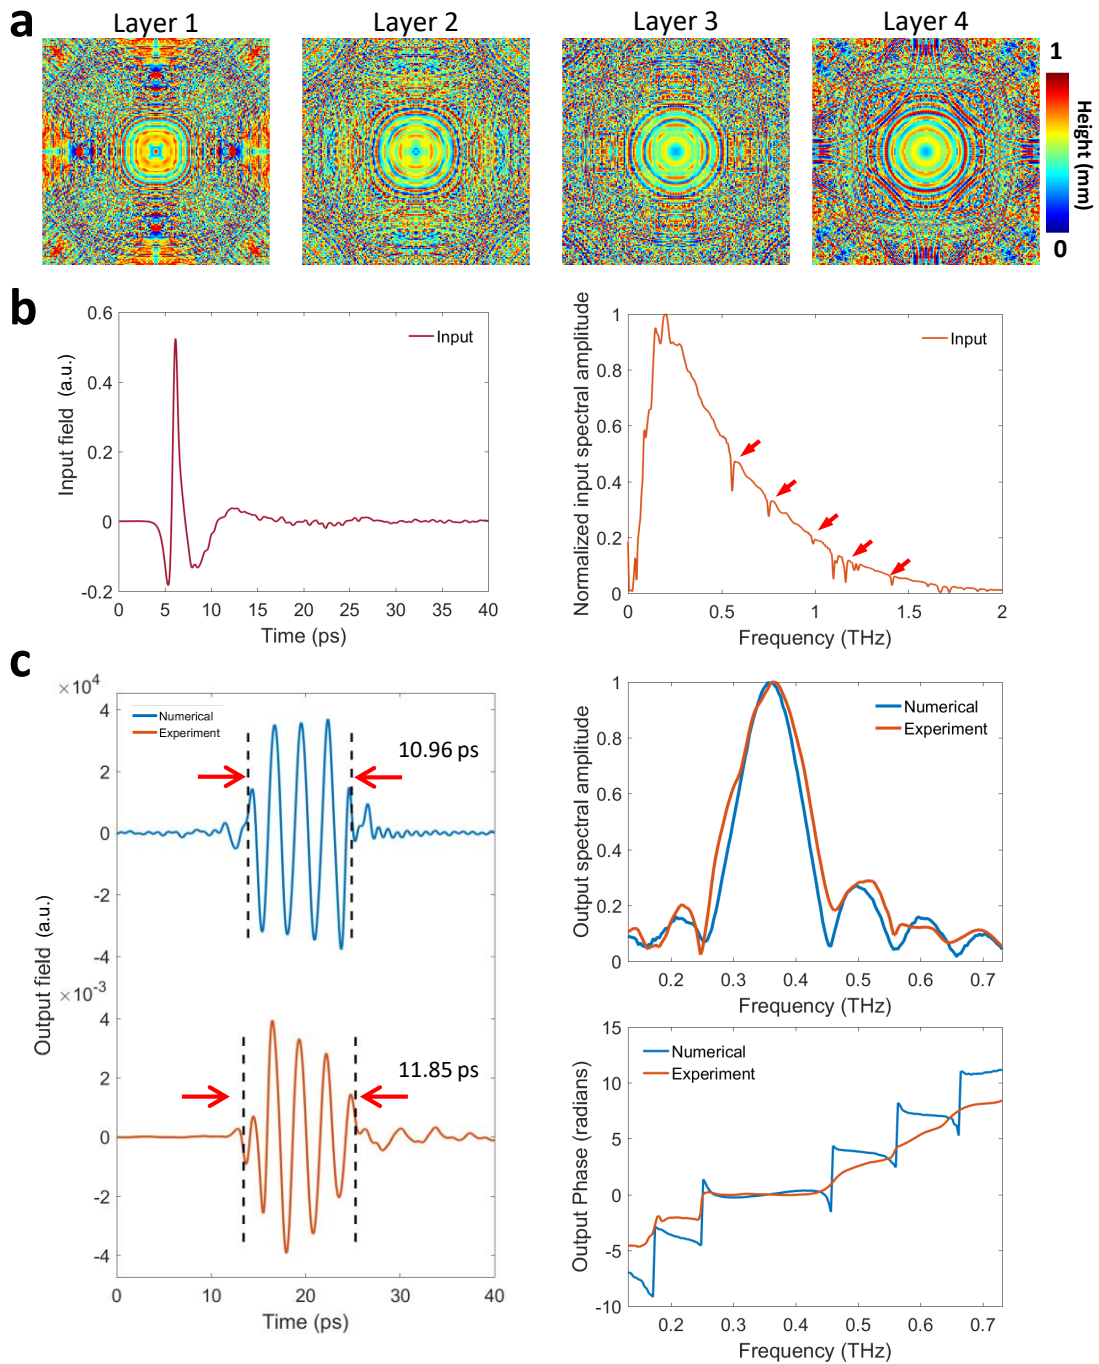 a
Layer 1
Layer 2
Layer 3
Layer 4
1
Height (mm)
0
b
0.6
0.4
0.2
0
-0.2
Input field (a.u.)
Input
0 5 10 15 20 25 30 35 40
Time (ps)
1
0.8
0.6
0.4
0.2
0
Normalized input spectral amplitude
Input
0 0.5 1 1.5 2
Frequency (THz)
c
×10⁴
4
2
0
-2
-4
Numerical
Experiment
10.96 ps
Output field (a.u.)
×10⁻³
4
2
0
-2
-4
11.85 ps
0 10 20 30 40
Time (ps)
1
0.8
0.6
0.4
0.2
0
Output spectral amplitude
Numerical
Experiment
0.2 0.3 0.4 0.5 0.6 0.7
Frequency (THz)
15
10
5
0
-5
-10
Output Phase (radians)
Numerical
Experiment
0.2 0.3 0.4 0.5 0.6 0.7
Frequency (THz)